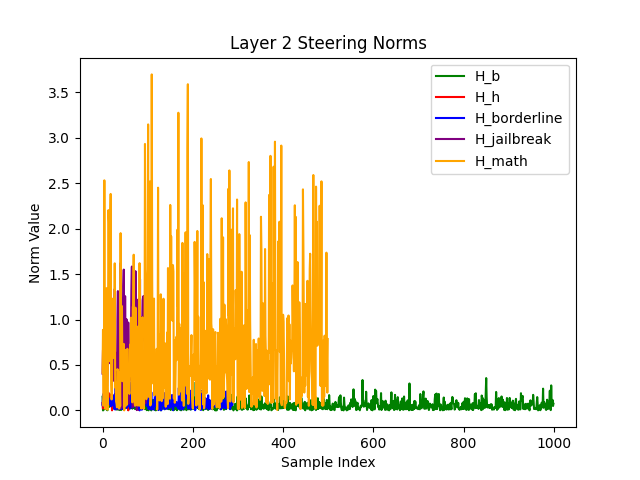 Layer 2 Steering Norms
H_b
H_h
H_borderline
H_jailbreak
H_math
Norm Value
3.5
3.0
2.5
2.0
1.5
1.0
0.5
0.0
0 200 400 600 800 1000
Sample Index